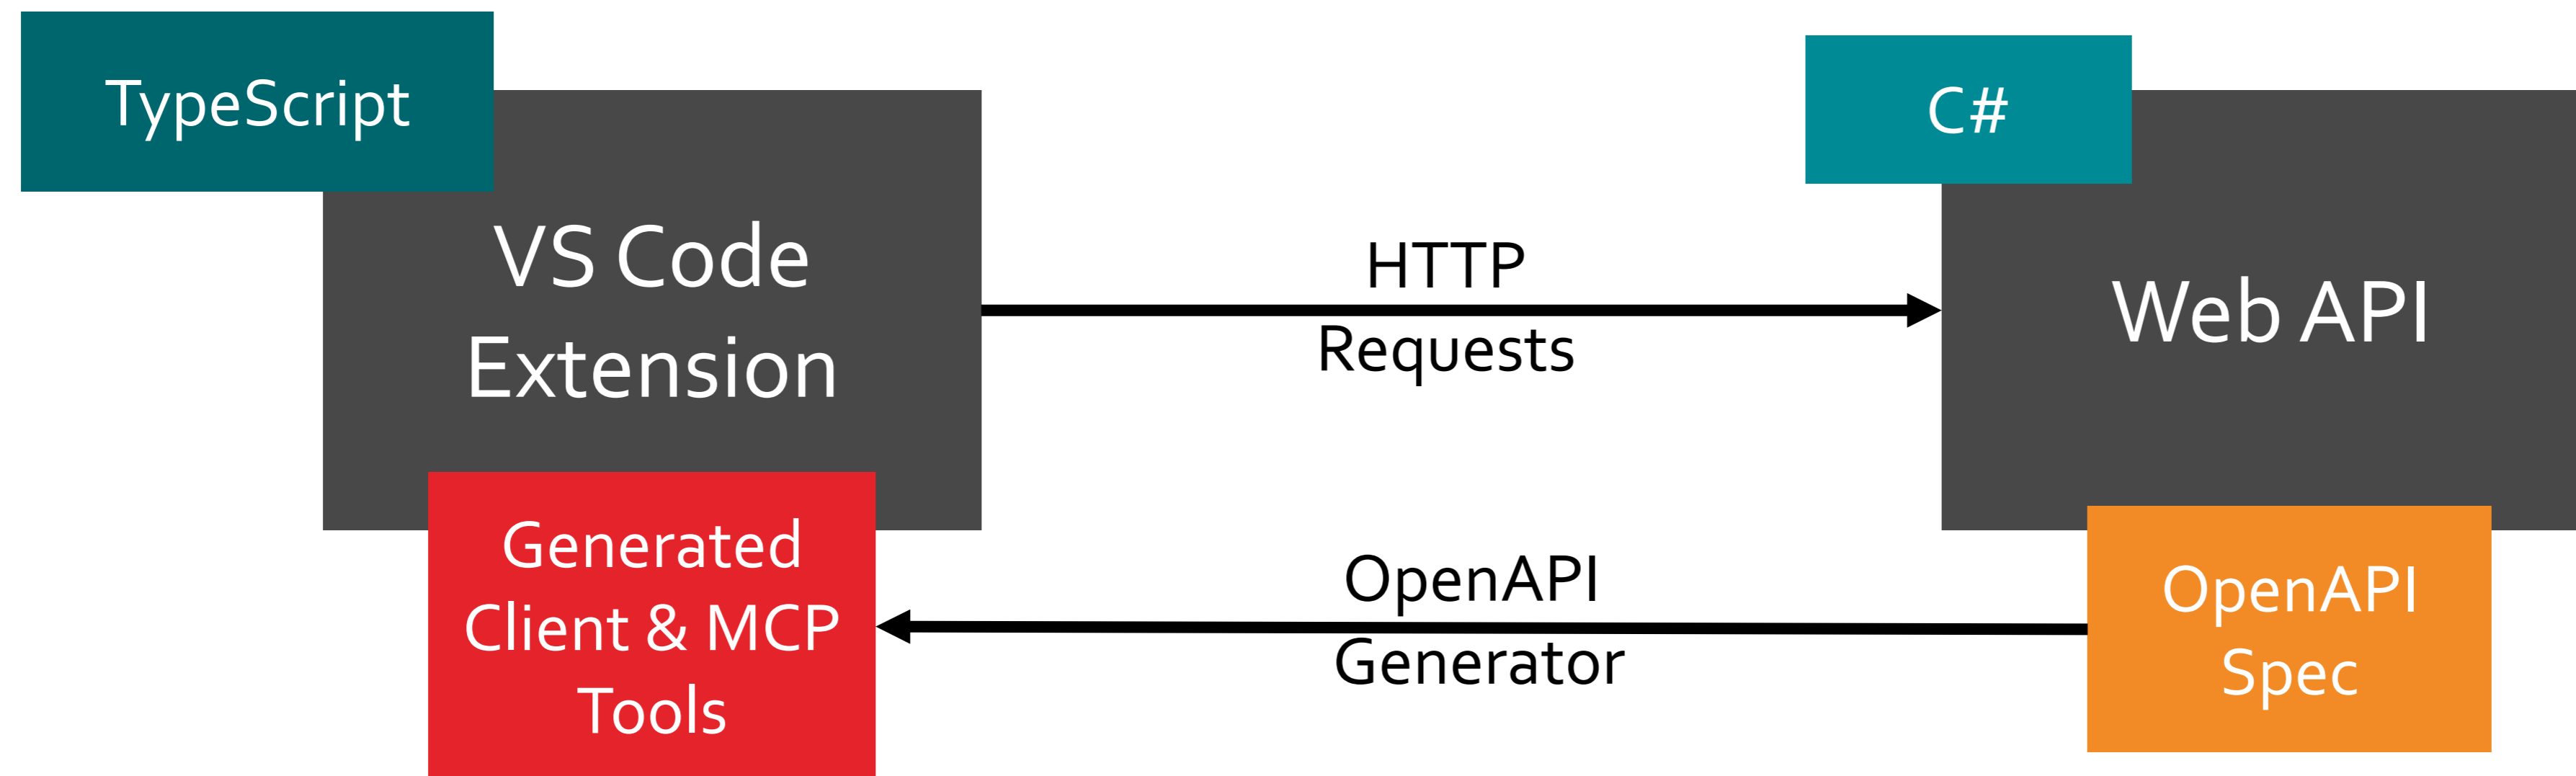 TypeScript
C#
VS Code
Extension
HTTP
Requests
Web API
Generated
Client & MCP
Tools
OpenAPI
Generator
OpenAPI
Spec